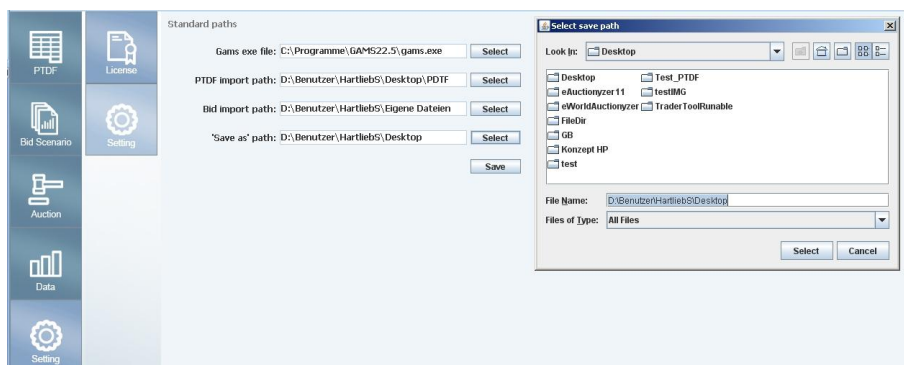 PTDF
Bid Scenario
Auction
Data
Setting
License
Setting
Standard paths
Gams exe file: C:\Programme\GAMS22.5\gams.exe Select
PTDF import path: D:\Benutzer\HartliebS\Desktop\PDTF Select
Bid import path: D:\Benutzer\HartliebS\Eigene Dateien Select
'Save as' path: D:\Benutzer\HartliebS\Desktop Select
Save
Select save path
Look In: Desktop
Desktop
eAuctionyzer11
eWorldAuctionyzer
FileDir
GB
Konzept HP
test
Test_PTDF
testIMG
TraderToolRunable
File Name: D:\Benutzer\HartliebS\Desktop
Files of Type: All Files
Select Cancel